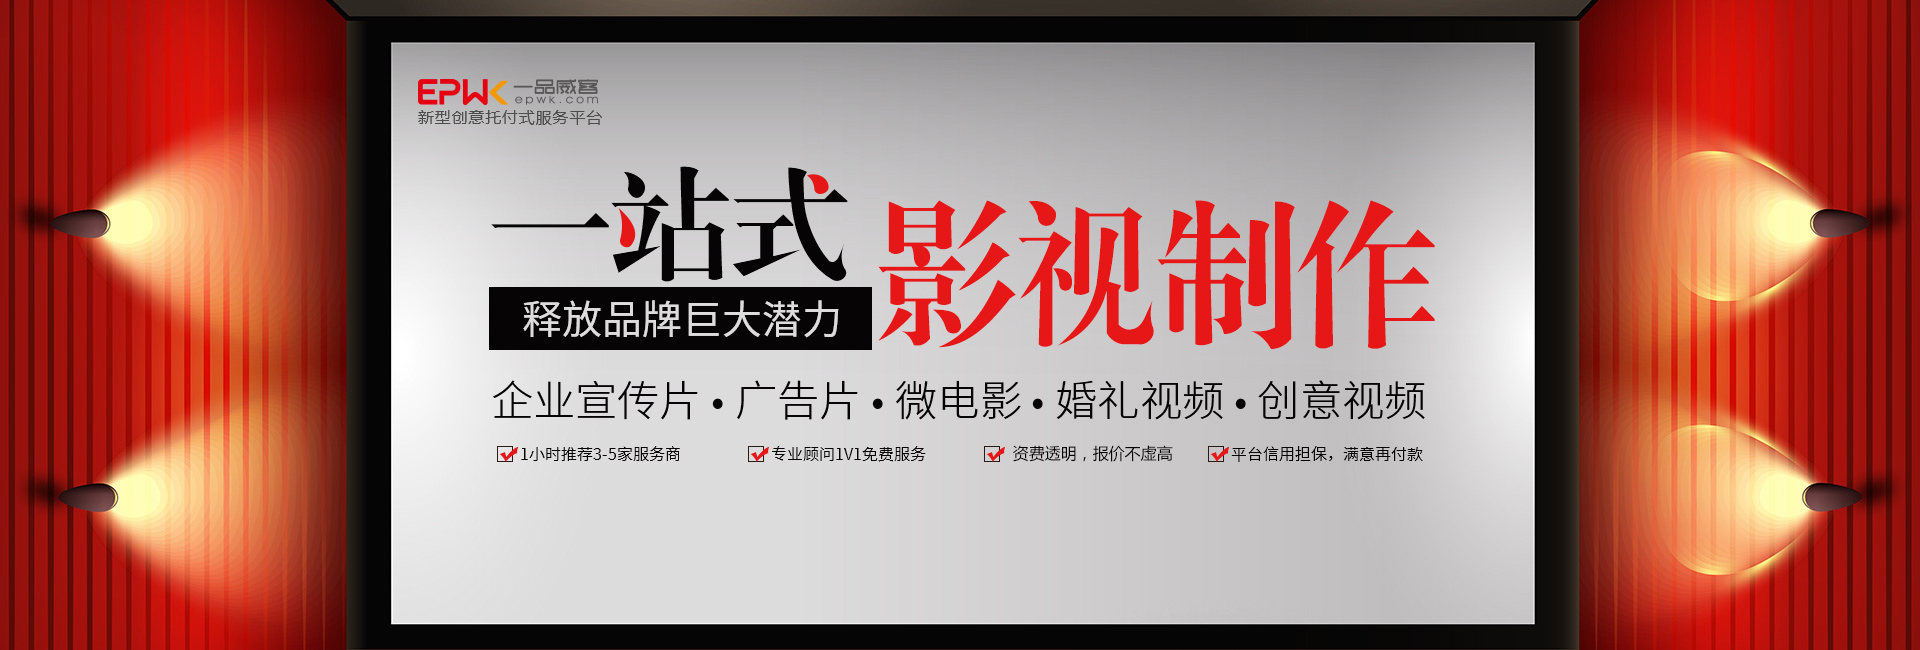 EPWK 一品威客
epwk.com
新型创意托付式服务平台
一站式 影视制作
释放品牌巨大潜力
企业宣传片•广告片•微电影•婚礼视频•创意视频
1小时推荐3-5家服务商 专业顾问1V1免费服务 资费透明，报价不虚高 平台信用担保，满意再付款